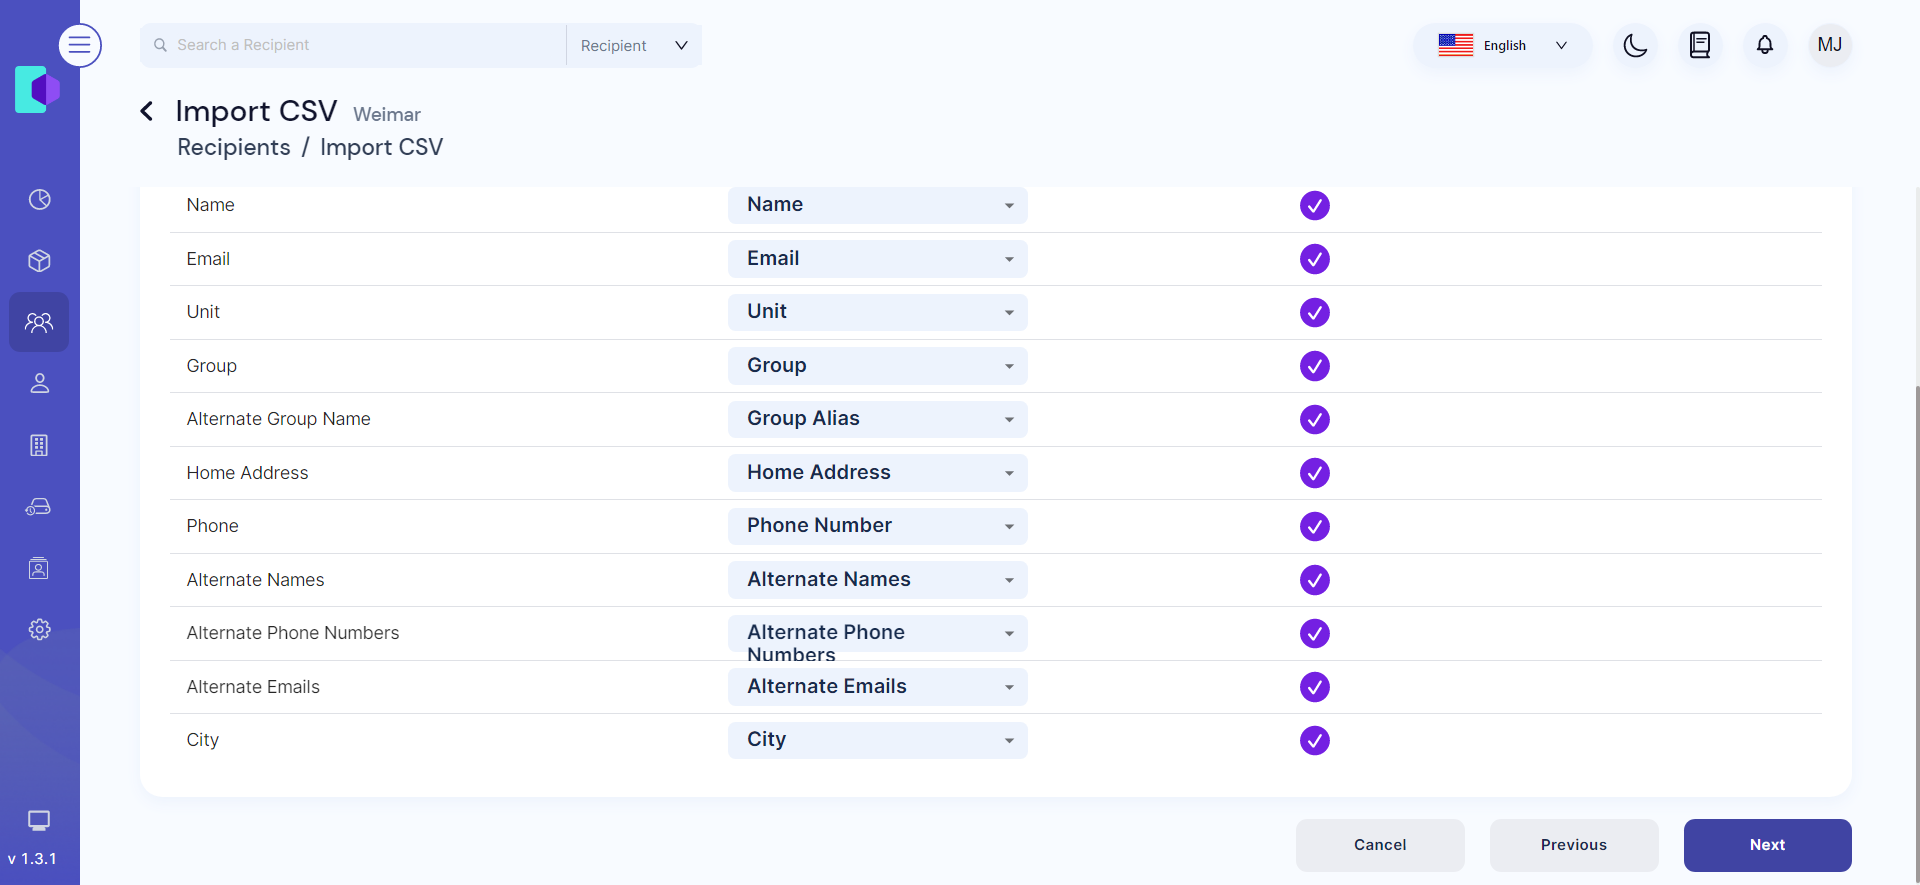 Search a Recipient
Recipient
English
MJ
Import CSV Weimar
Recipients / Import CSV
Name Name
Email Email
Unit Unit
Group Group
Alternate Group Name Group Alias
Home Address Home Address
Phone Phone Number
Alternate Names Alternate Names
Alternate Phone Numbers Alternate Phone
Numbers
Alternate Emails Alternate Emails
City City
Cancel
Previous
Next
v 1.3.1